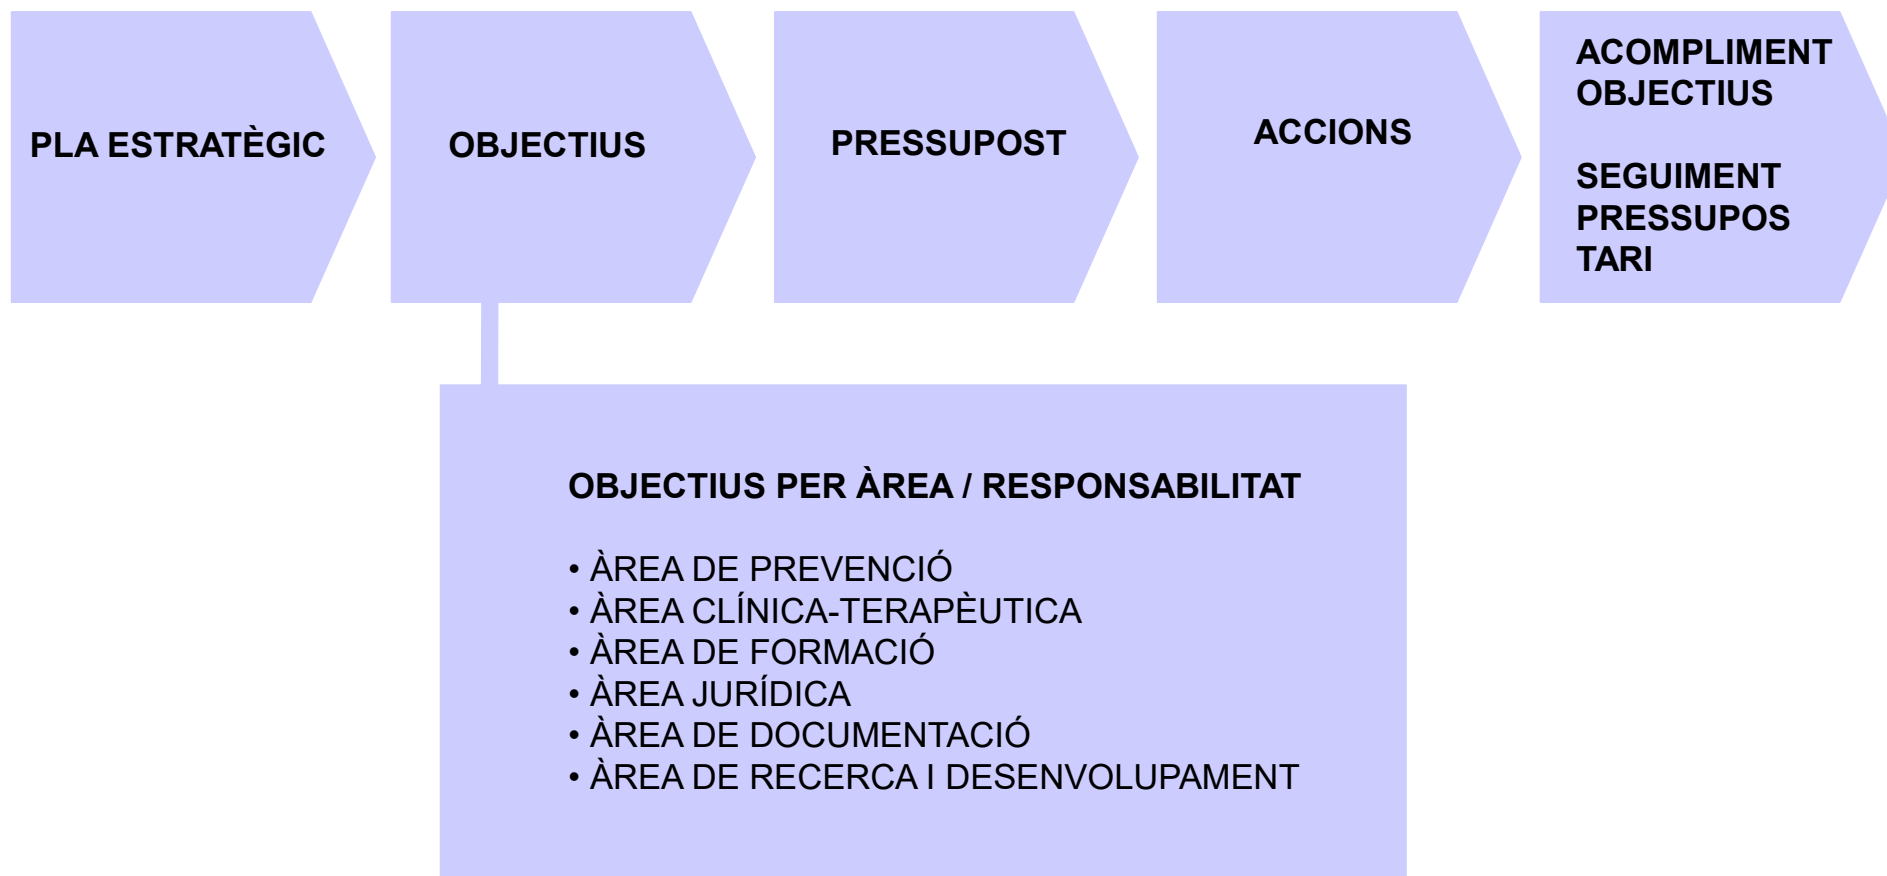 PLA ESTRATÈGIC
OBJECTIUS
PRESSUPOST
ACCIONS
ACOMPLIMENT
OBJECTIUS
SEGUIMENT
PRESSUPOS
TARI
OBJECTIUS PER ÀREA / RESPONSABILITAT
• ÀREA DE PREVENCIÓ
• ÀREA CLÍNICA-TERAPÈUTICA
• ÀREA DE FORMACIÓ
• ÀREA JURÍDICA
• ÀREA DE DOCUMENTACIÓ
• ÀREA DE RECERCA I DESENVOLUPAMENT